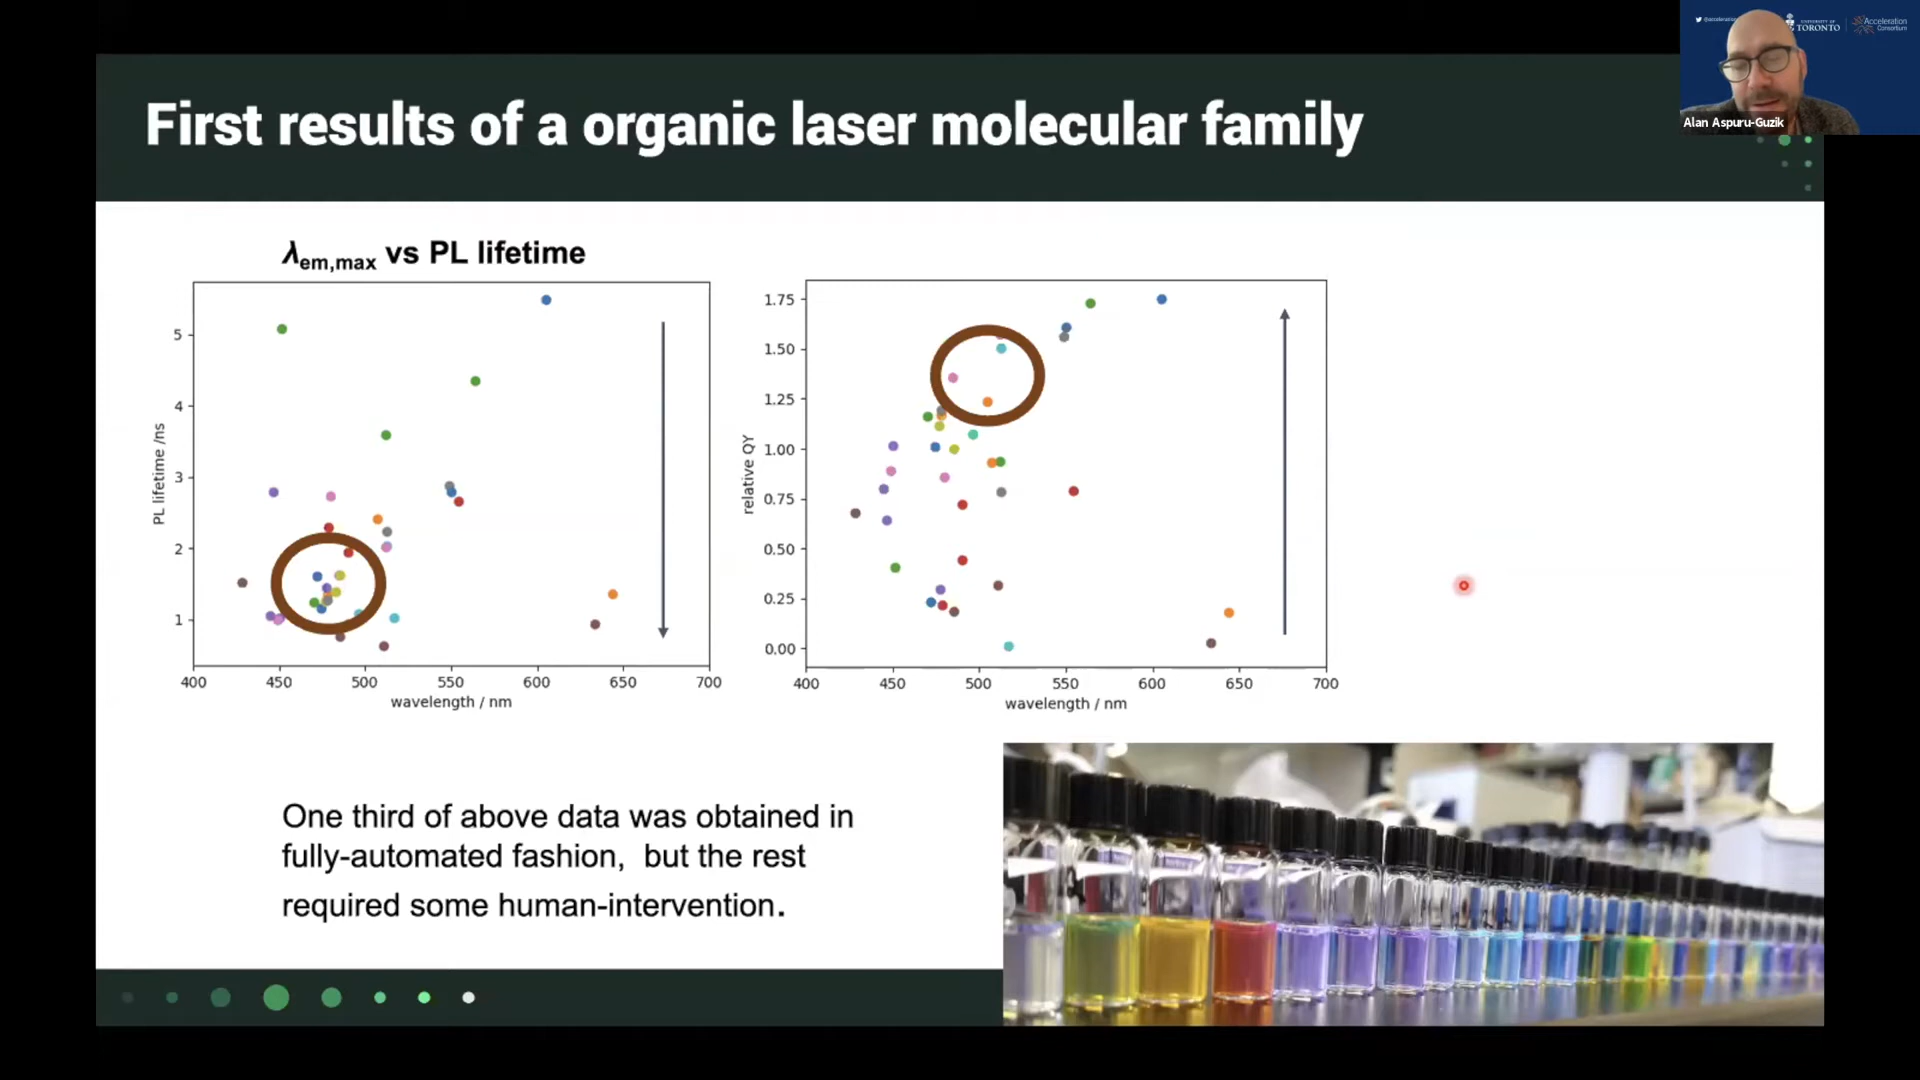 UNIVERSITY OF
TORONTO
Acceleration
Consortium
Alan Aspuru-Guzik
First results of a organic laser molecular family
λem,max vs PL lifetime
5
4
3
2
1
PL lifetime /ns
400 450 500 550 600 650 700
wavelength / nm
1.75
1.50
1.25
1.00
0.75
0.50
0.25
0.00
relative QY
400 450 500 550 600 650 700
wavelength / nm
One third of above data was obtained in
fully-automated fashion, but the rest
required some human-intervention.